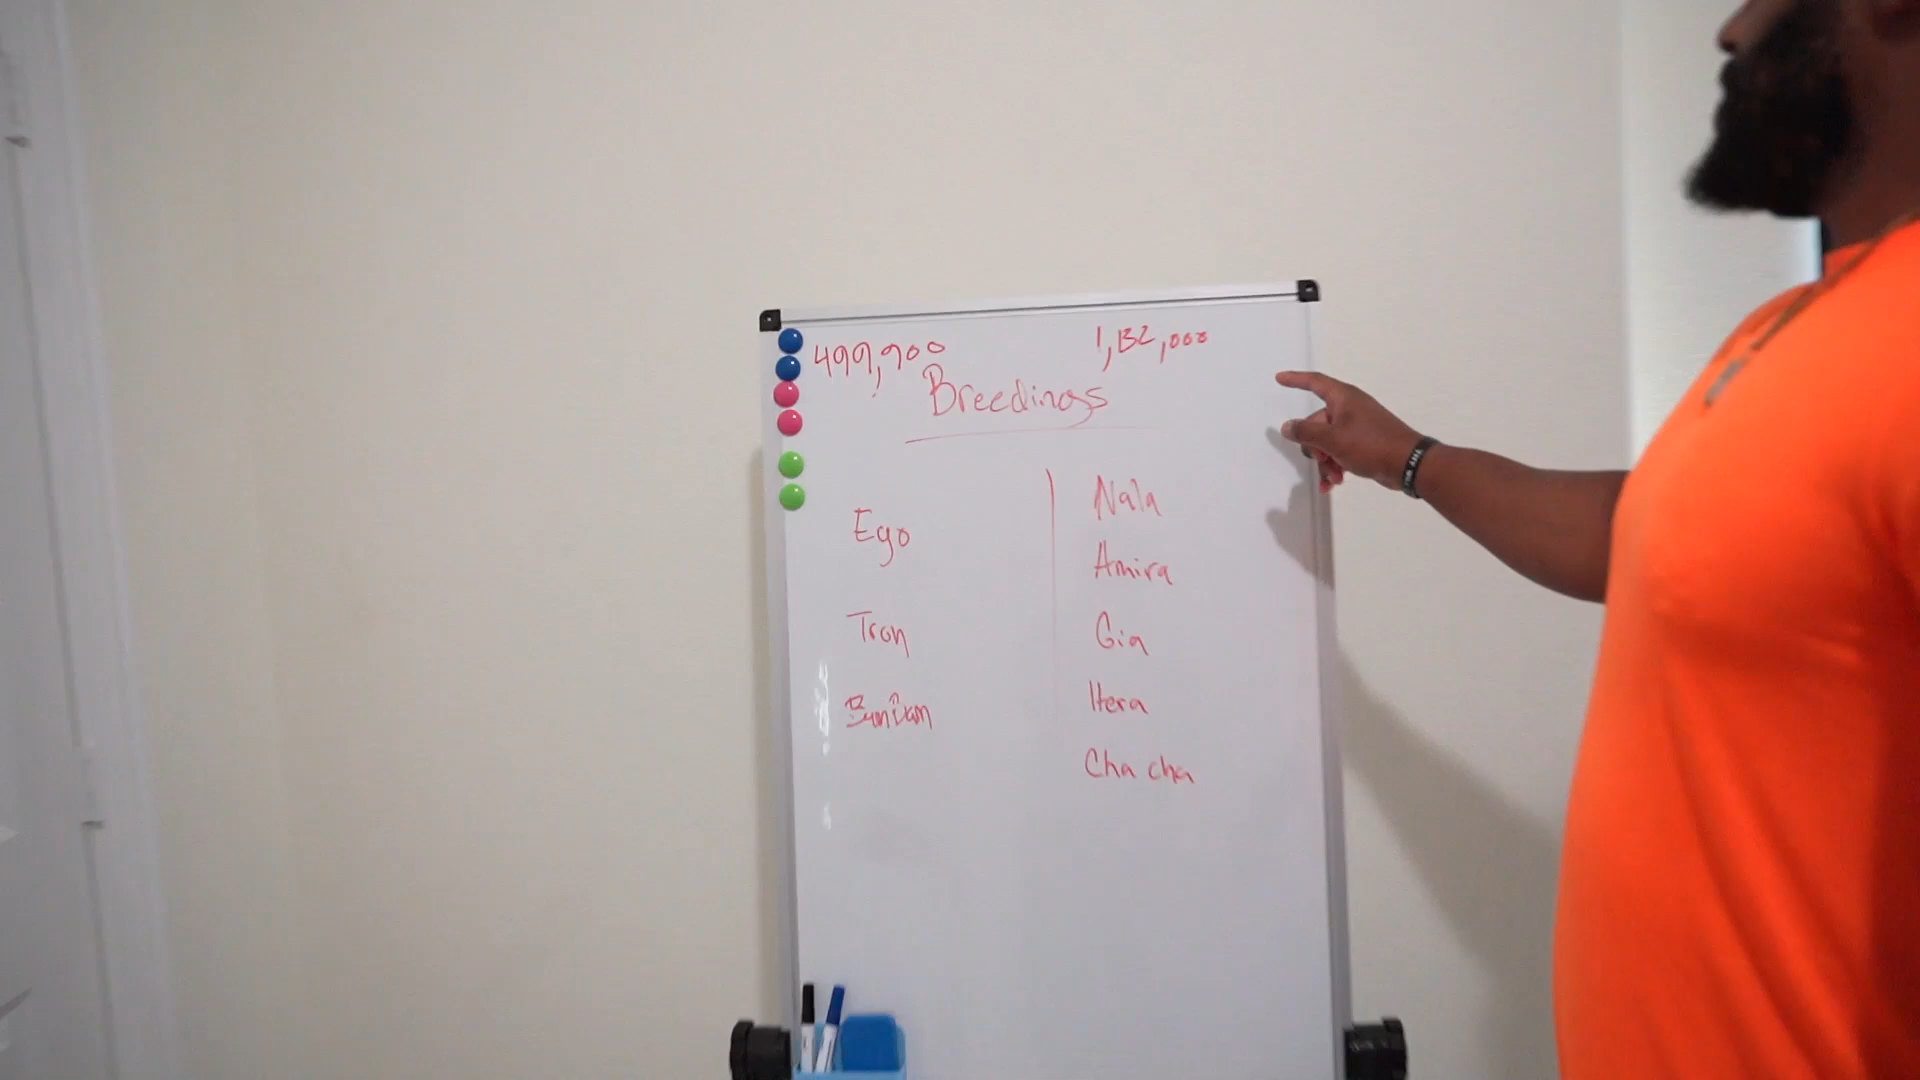 499,900 1,132,000
Breedings
Ego
Tron
Nala
Amira
Gia
Hera
Cha cha